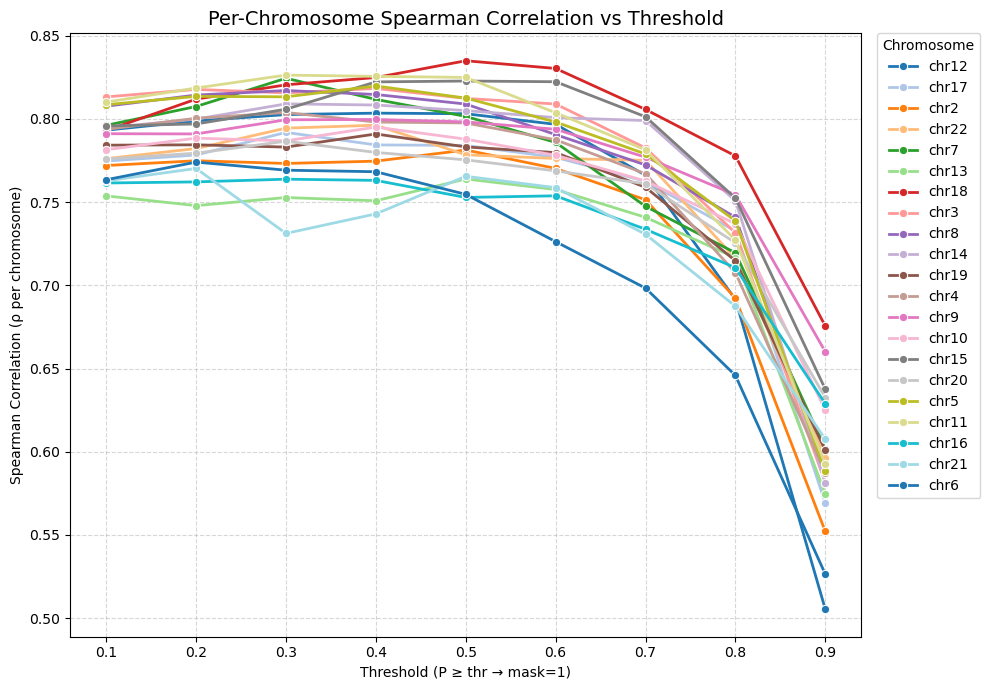 Per-Chromosome Spearman Correlation vs Threshold
Spearman Correlation (ρ per chromosome)
0.85
0.80
0.75
0.70
0.65
0.60
0.55
0.50
0.1 0.2 0.3 0.4 0.5 0.6 0.7 0.8 0.9
Threshold (P ≥ thr → mask=1)
Chromosome
chr12
chr17
chr2
chr22
chr7
chr13
chr18
chr3
chr8
chr14
chr19
chr4
chr9
chr10
chr15
chr20
chr5
chr11
chr16
chr21
chr6